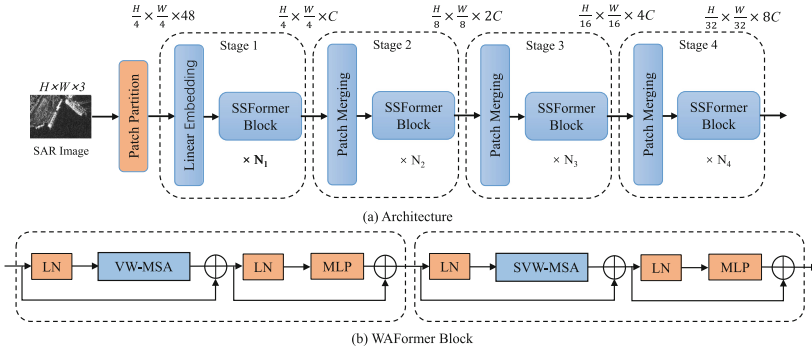 H/4 × W/4 ×48
H/4 × W/4 ×C
H/8 × W/8 × 2C
H/16 × W/16 × 4C
H/32 × W/32 × 8C
Stage 1
Stage 2
Stage 3
Stage 4
H×W×3
SAR Image
Patch Partition
Linear Embedding
SSFormer
Block
× N₁
Patch Merging
SSFormer
Block
× N₂
Patch Merging
SSFormer
Block
× N₃
Patch Merging
SSFormer
Block
× N₄
(a) Architecture
LN
VW-MSA
LN
MLP
LN
SVW-MSA
LN
MLP
(b) WAFormer Block